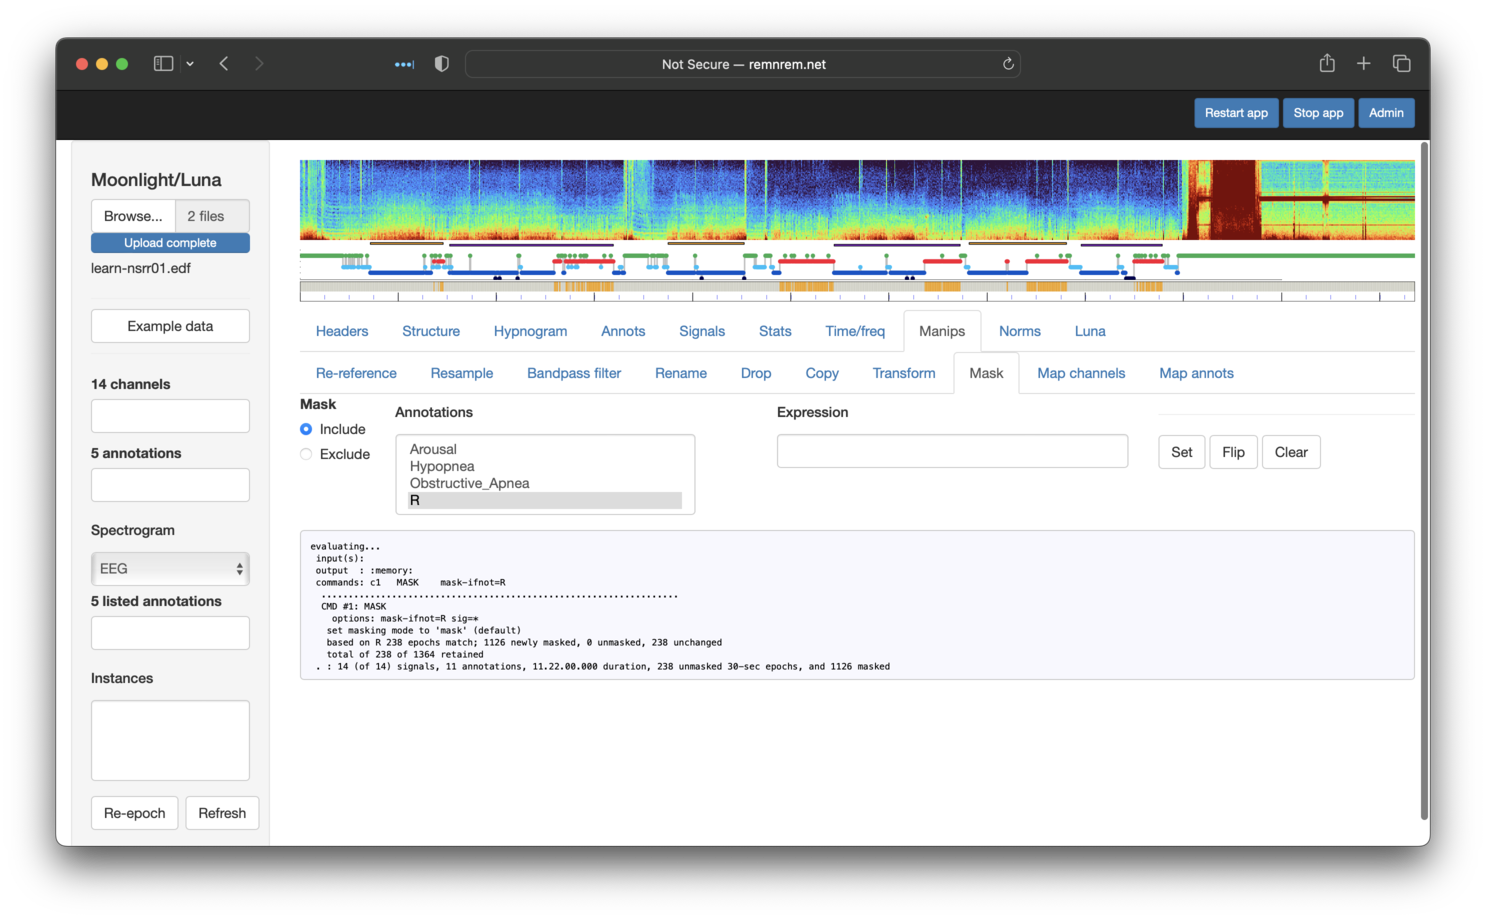 Not Secure — remnrem.net
Restart app
Stop app
Admin
Moonlight/Luna
Browse...
2 files
Upload complete
learn-nsrr01.edf
Example data
14 channels
5 annotations
Spectrogram
EEG
5 listed annotations
Instances
Re-epoch
Refresh
Headers
Structure
Hypnogram
Annots
Signals
Stats
Time/freq
Manips
Norms
Luna
Re-reference
Resample
Bandpass filter
Rename
Drop
Copy
Transform
Mask
Map channels
Map annots
Mask
Include
Exclude
Annotations
Arousal
Hypopnea
Obstructive_Apnea
R
Expression
Set
Flip
Clear
evaluating...
input(s):
output : :memory:
commands: c1 MASK mask-ifnot=R
..................................................................
CMD #1: MASK
options: mask-ifnot=R sig=*
set masking mode to 'mask' (default)
based on R 238 epochs match; 1126 newly masked, 0 unmasked, 238 unchanged
total of 238 of 1364 retained
. : 14 (of 14) signals, 11 annotations, 11.22.00.000 duration, 238 unmasked 30-sec epochs, and 1126 masked